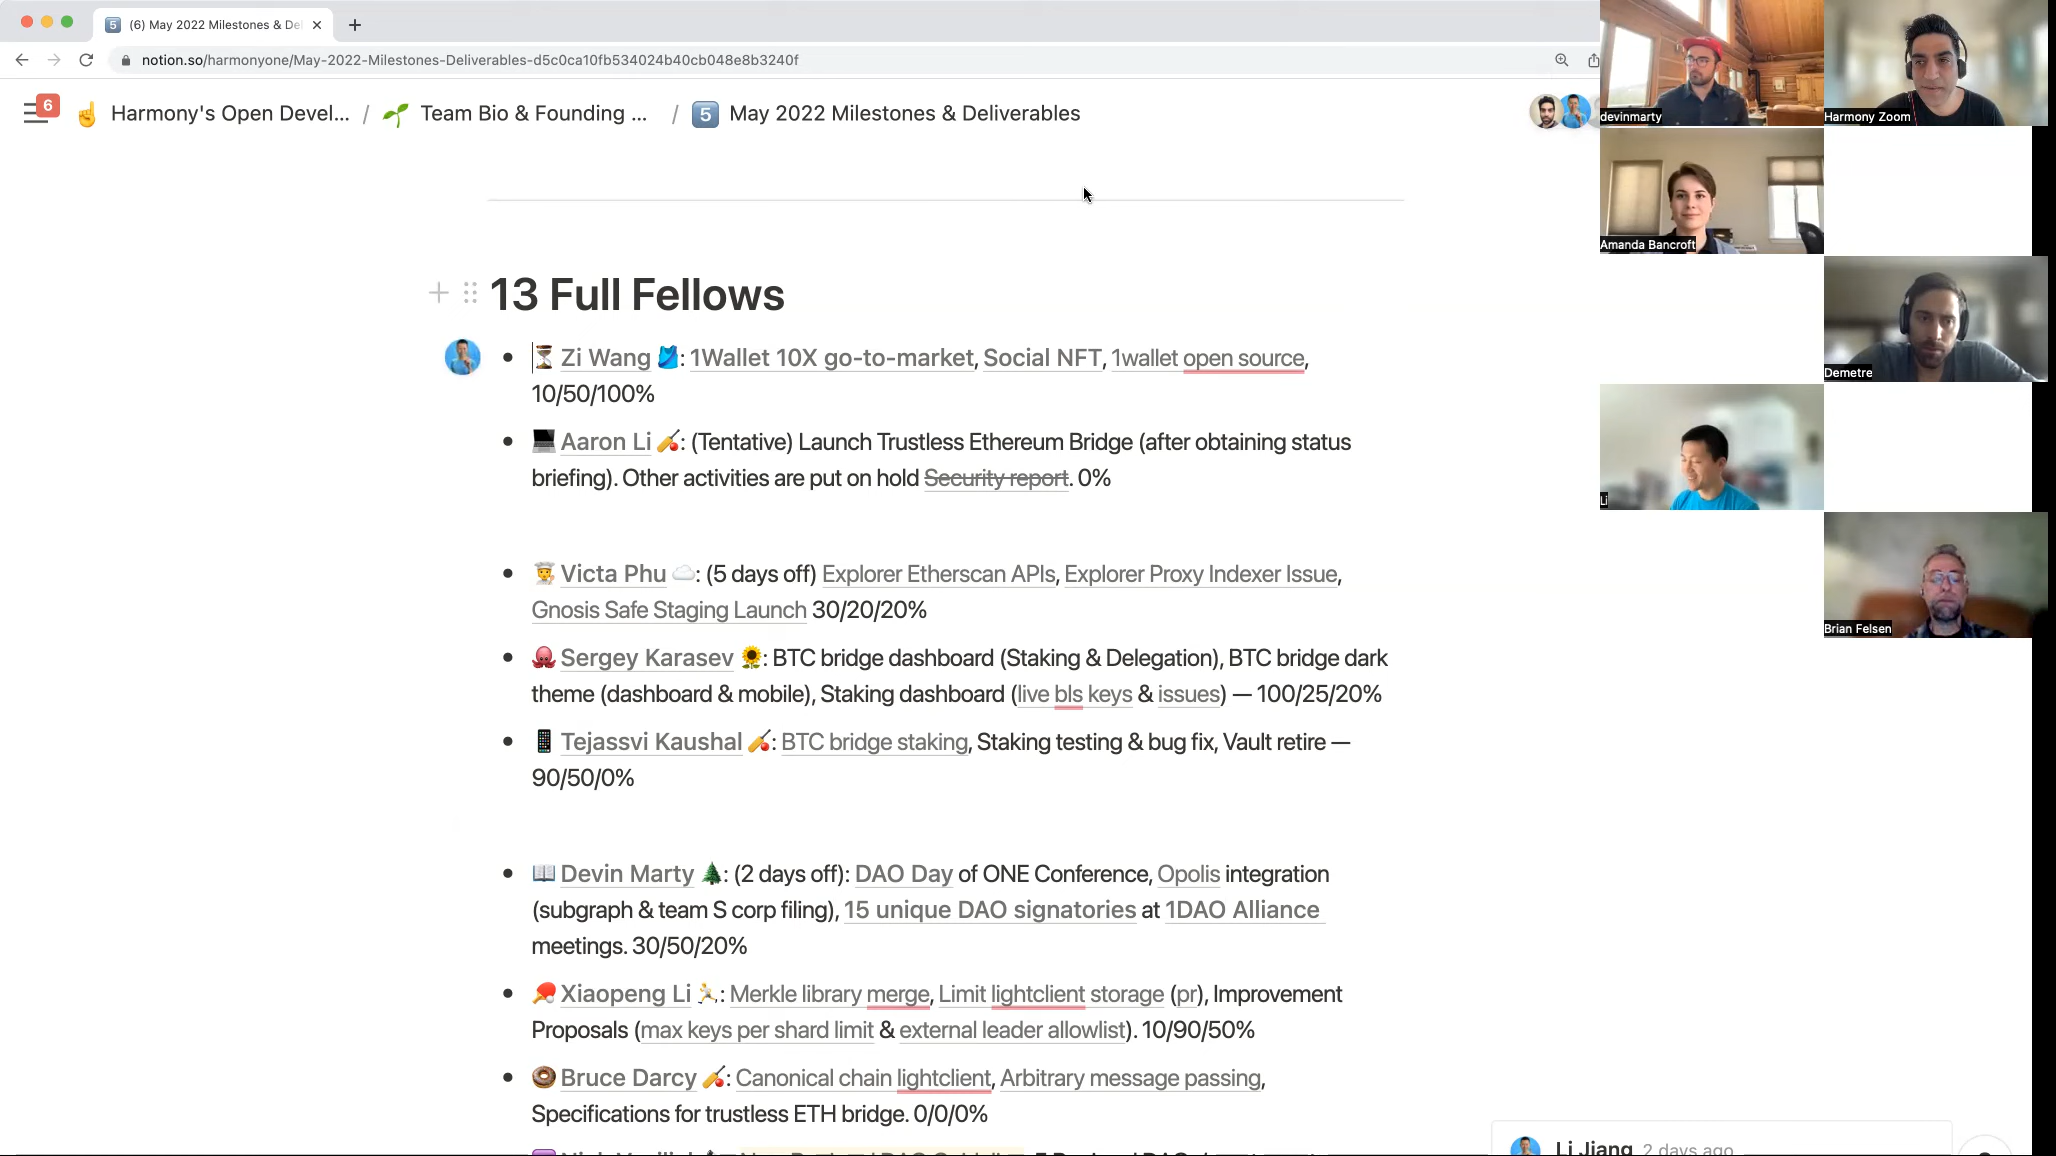 (6) May 2022 Milestones & De
notion.so/harmonyone/May-2022-Milestones-Deliverables-d5c0ca10fb534024b40cb048e8b3240f
6
Harmony's Open Devel... / Team Bio & Founding ... / 5 May 2022 Milestones & Deliverables
13 Full Fellows
Zi Wang : 1Wallet 10X go-to-market, Social NFT, 1wallet open source,
10/50/100%
Aaron Li : (Tentative) Launch Trustless Ethereum Bridge (after obtaining status
briefing). Other activities are put on hold Security report. 0%
Victa Phu : (5 days off) Explorer Etherscan APIs, Explorer Proxy Indexer Issue,
Gnosis Safe Staging Launch 30/20/20%
Sergey Karasev : BTC bridge dashboard (Staking & Delegation), BTC bridge dark
theme (dashboard & mobile), Staking dashboard (live bls keys & issues) — 100/25/20%
Tejassvi Kaushal : BTC bridge staking, Staking testing & bug fix, Vault retire —
90/50/0%
Devin Marty : (2 days off): DAO Day of ONE Conference, Opolis integration
(subgraph & team S corp filing), 15 unique DAO signatories at 1DAO Alliance
meetings. 30/50/20%
Xiaopeng Li : Merkle library merge, Limit lightclient storage (pr), Improvement
Proposals (max keys per shard limit & external leader allowlist). 10/90/50%
Bruce Darcy : Canonical chain lightclient, Arbitrary message passing,
Specifications for trustless ETH bridge. 0/0/0%
Li Jiang 2 days ago
devinmarty
Harmony Zoom
Amanda Bancroft
Demetre
Li
Brian Felsen